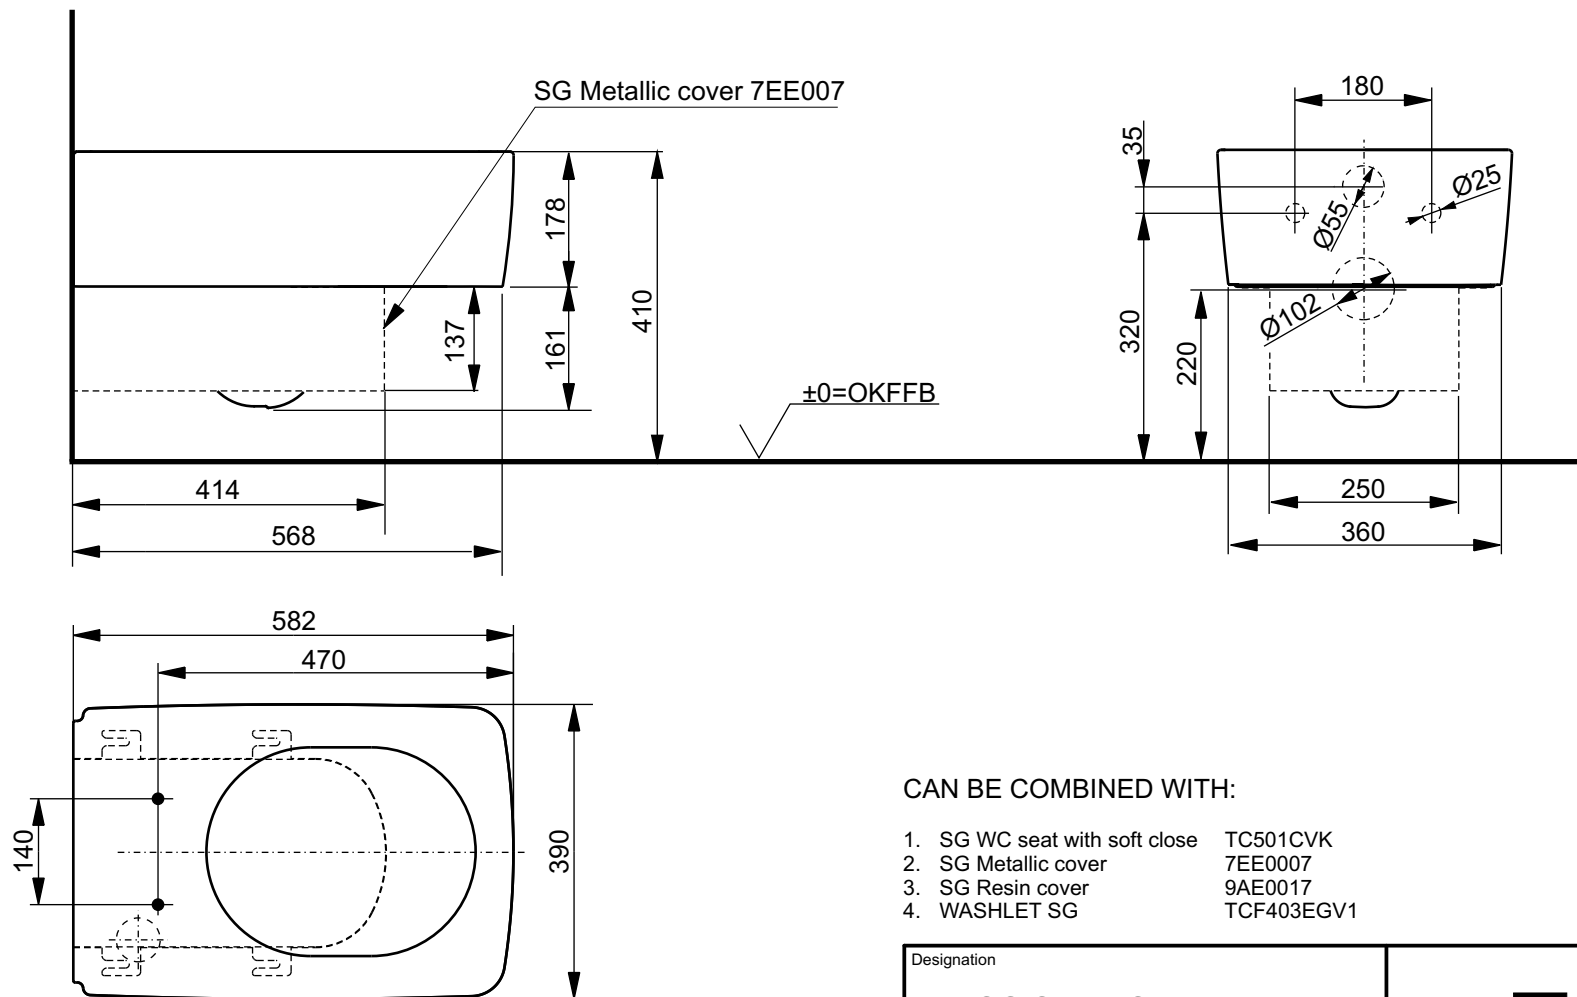 SG Metallic cover 7EE007
180
35
Ø25
Ø55
178
410
137
161
Ø102
320
220
±0=OKFFB
414
568
250
360
582
470
140
390
CAN BE COMBINED WITH:
1. SG WC seat with soft close TC501CVK
2. SG Metallic cover 7EE0007
3. SG Resin cover 9AE0017
4. WASHLET SG TCF403EGV1
Designation